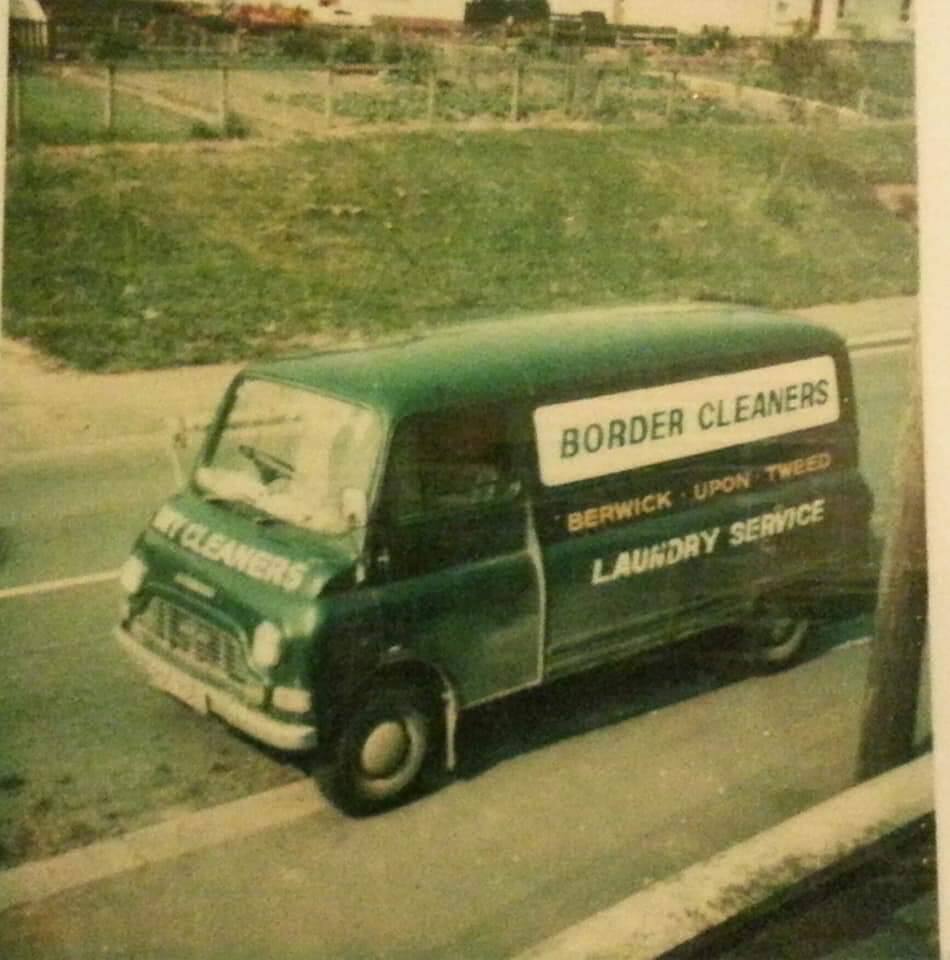 BORDER CLEANERS
BERWICK · UPON · TWEED
LAUNDRY SERVICE
CLEANERS